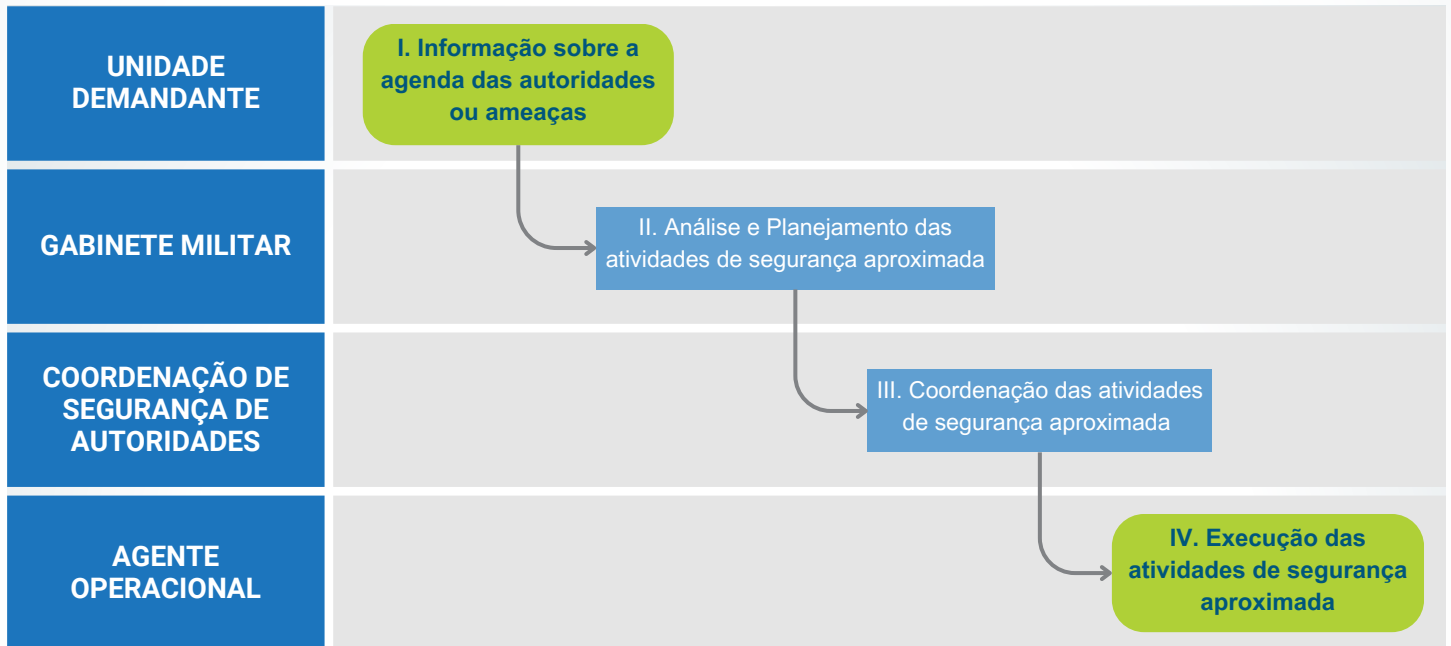 UNIDADE
DEMANDANTE
I. Informação sobre a
agenda das autoridades
ou ameaças
GABINETE MILITAR
II. Análise e Planejamento das
atividades de segurança aproximada
COORDENAÇÃO DE
SEGURANÇA DE
AUTORIDADES
III. Coordenação das atividades
de segurança aproximada
AGENTE
OPERACIONAL
IV. Execução das
atividades de segurança
aproximada